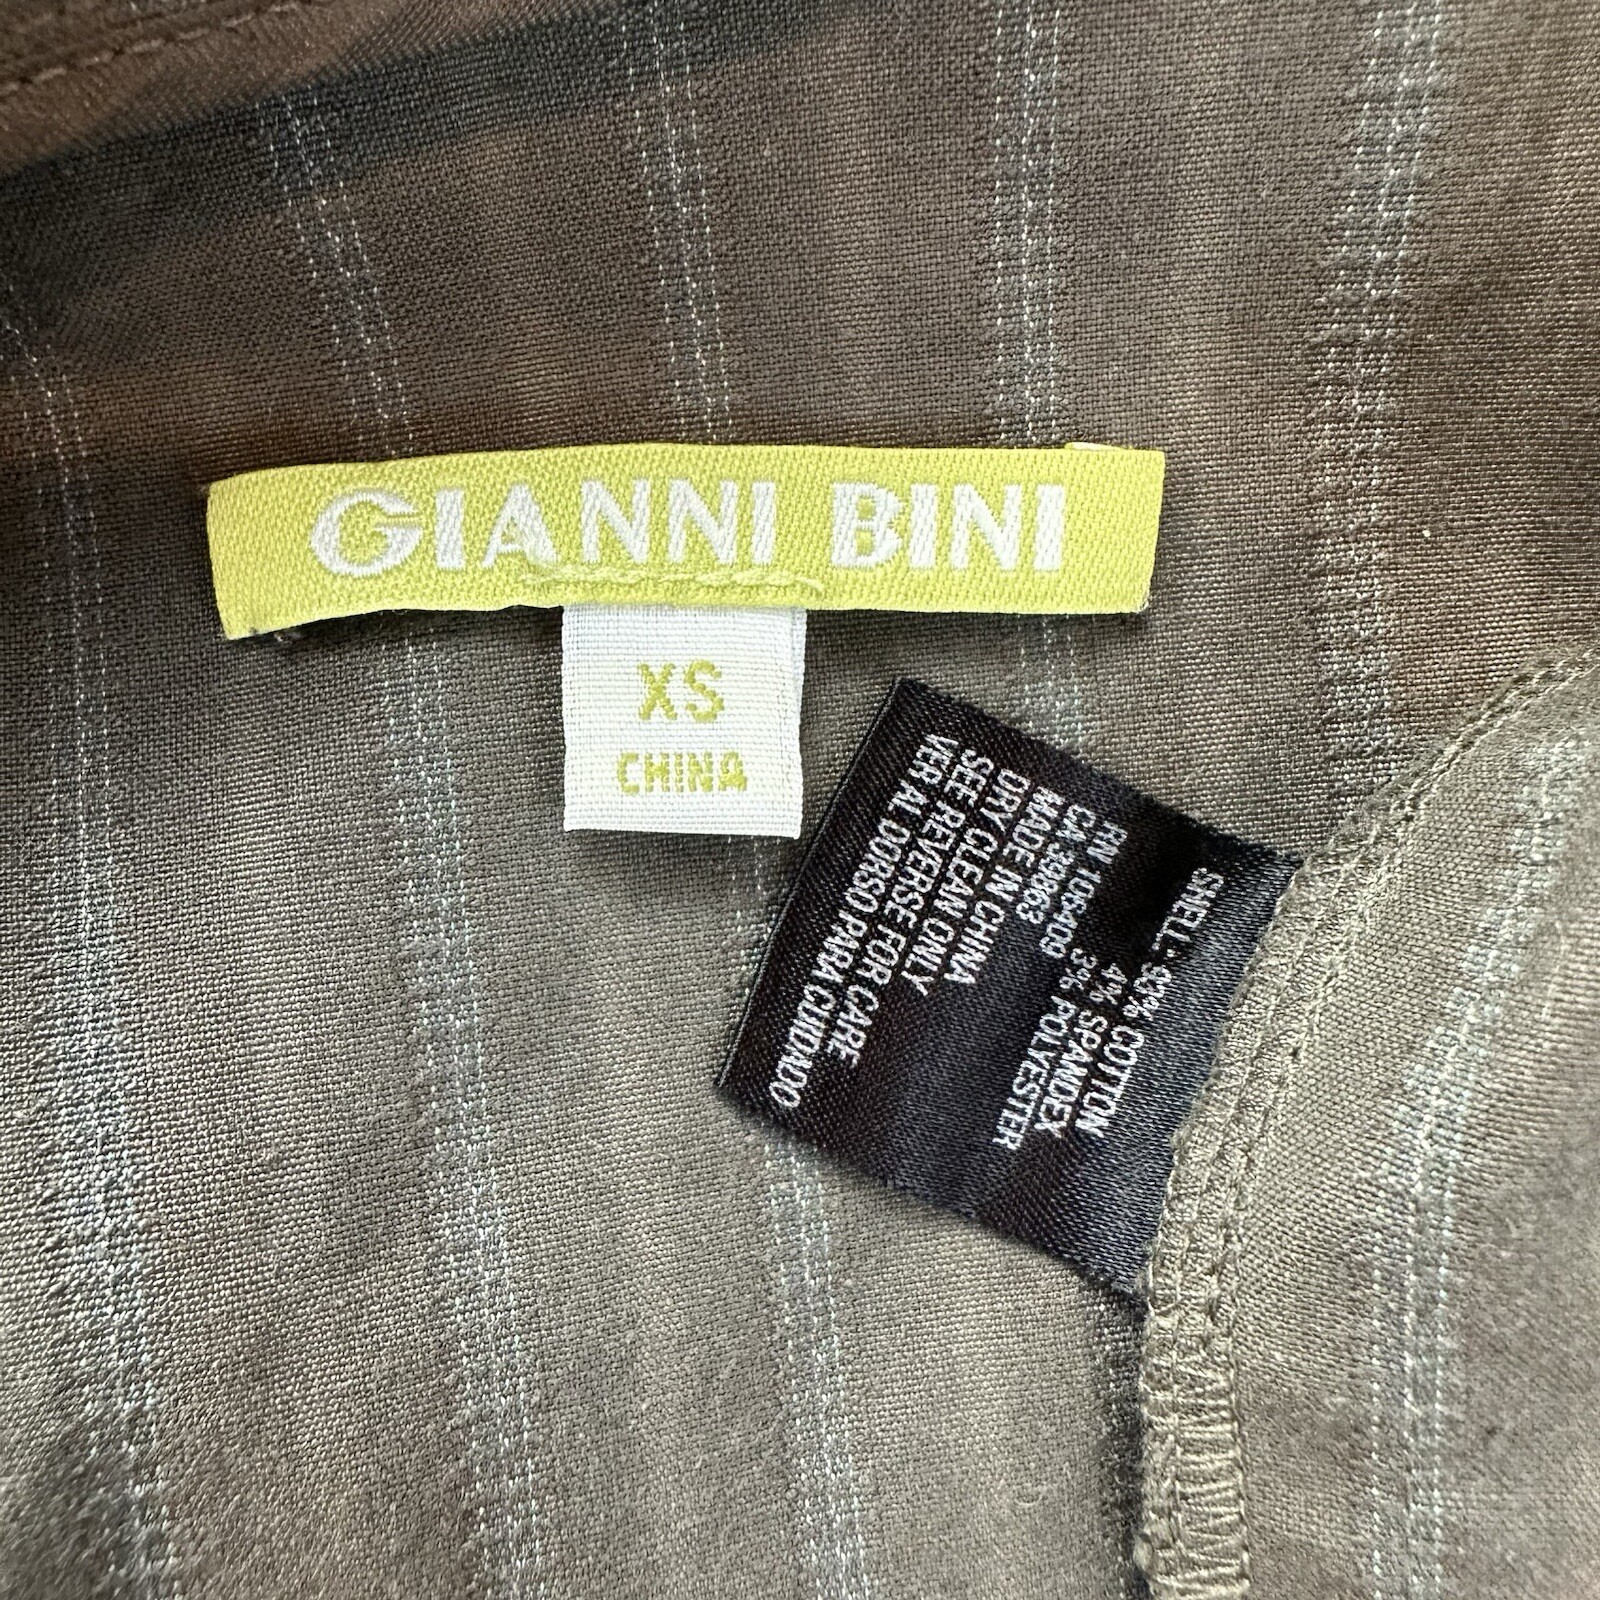 GIANNI BINI
XS
CHINA
SHELL: 93% COTTON
4% SPANDEX
3% POLYESTER
RN 105409
CA 39863
MADE IN CHINA
DRY CLEAN ONLY
SEE REVERSE FOR CARE
VER AL DORSO PARA CUIDADO